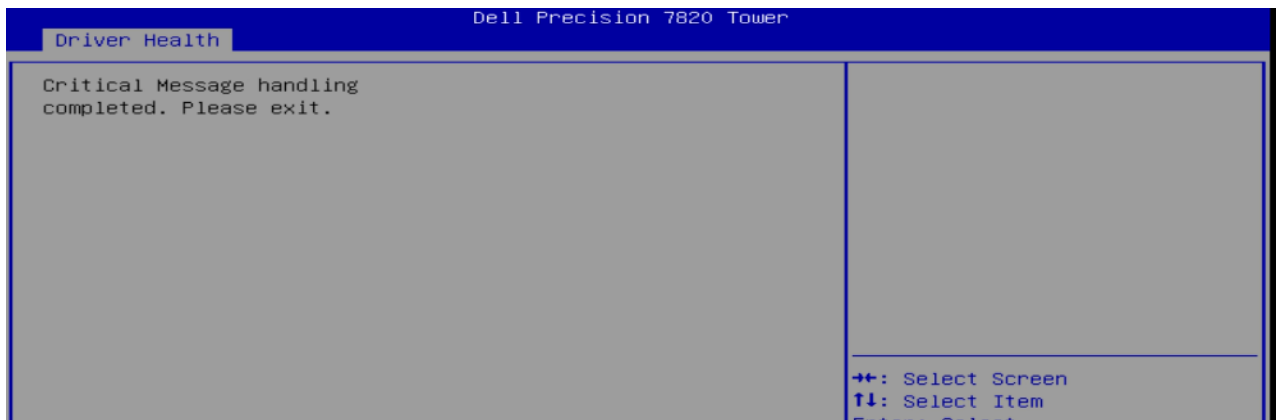 Dell Precision 7820 Tower
Driver Health
Critical Message handling
completed. Please exit.
→←: Select Screen
↑↓: Select Item